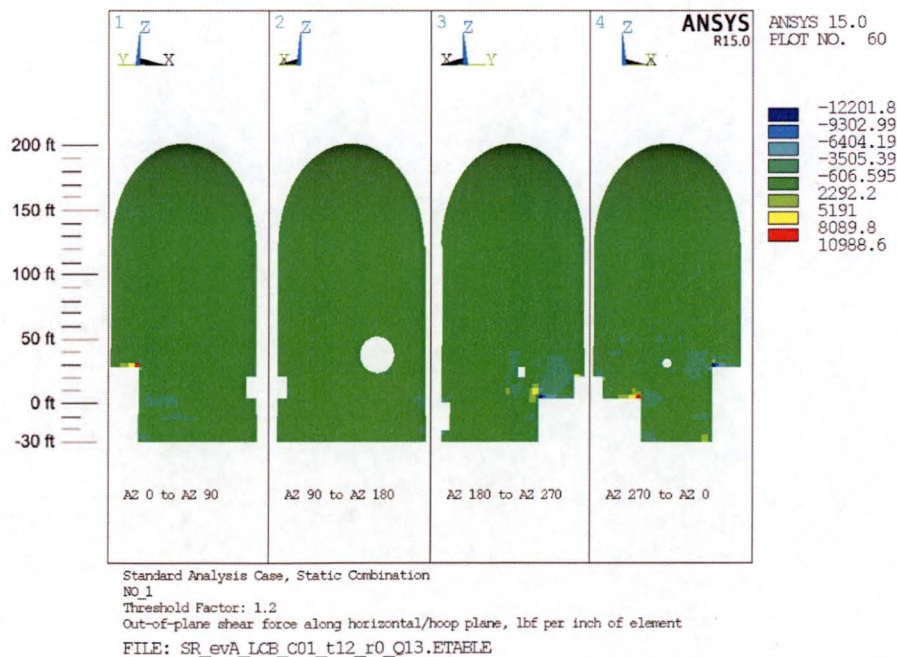 1 2 3 4 ANSYS
R15.0
Z Z Z Z
Y X X X Y X
ANSYS 15.0
PLOT NO. 60
-12201.8
-9302.99
-6404.19
-3505.39
-606.595
2292.2
5191
8089.8
10988.6
200 ft
150 ft
100 ft
50 ft
0 ft
-30 ft
AZ 0 to AZ 90 AZ 90 to AZ 180 AZ 180 to AZ 270 AZ 270 to AZ 0
Standard Analysis Case, Static Combination
NO_1
Threshold Factor: 1.2
Out-of-plane shear force along horizontal/hoop plane, lbf per inch of element
FILE: SR_evA_LCB_C01_t12_r0_Q13.ETABLE